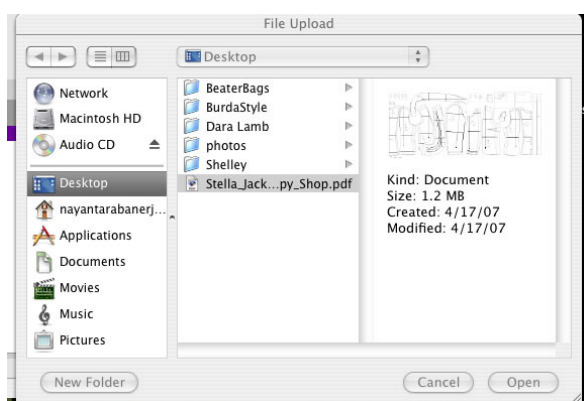 File Upload
Desktop
Network
Macintosh HD
Audio CD
Desktop
nayantarabanerj...
Applications
Documents
Movies
Music
Pictures
BeaterBags
BurdaStyle
Dara Lamb
photos
Shelley
Stella_Jack...py_Shop.pdf
Kind: Document
Size: 1.2 MB
Created: 4/17/07
Modified: 4/17/07
New Folder
Cancel
Open